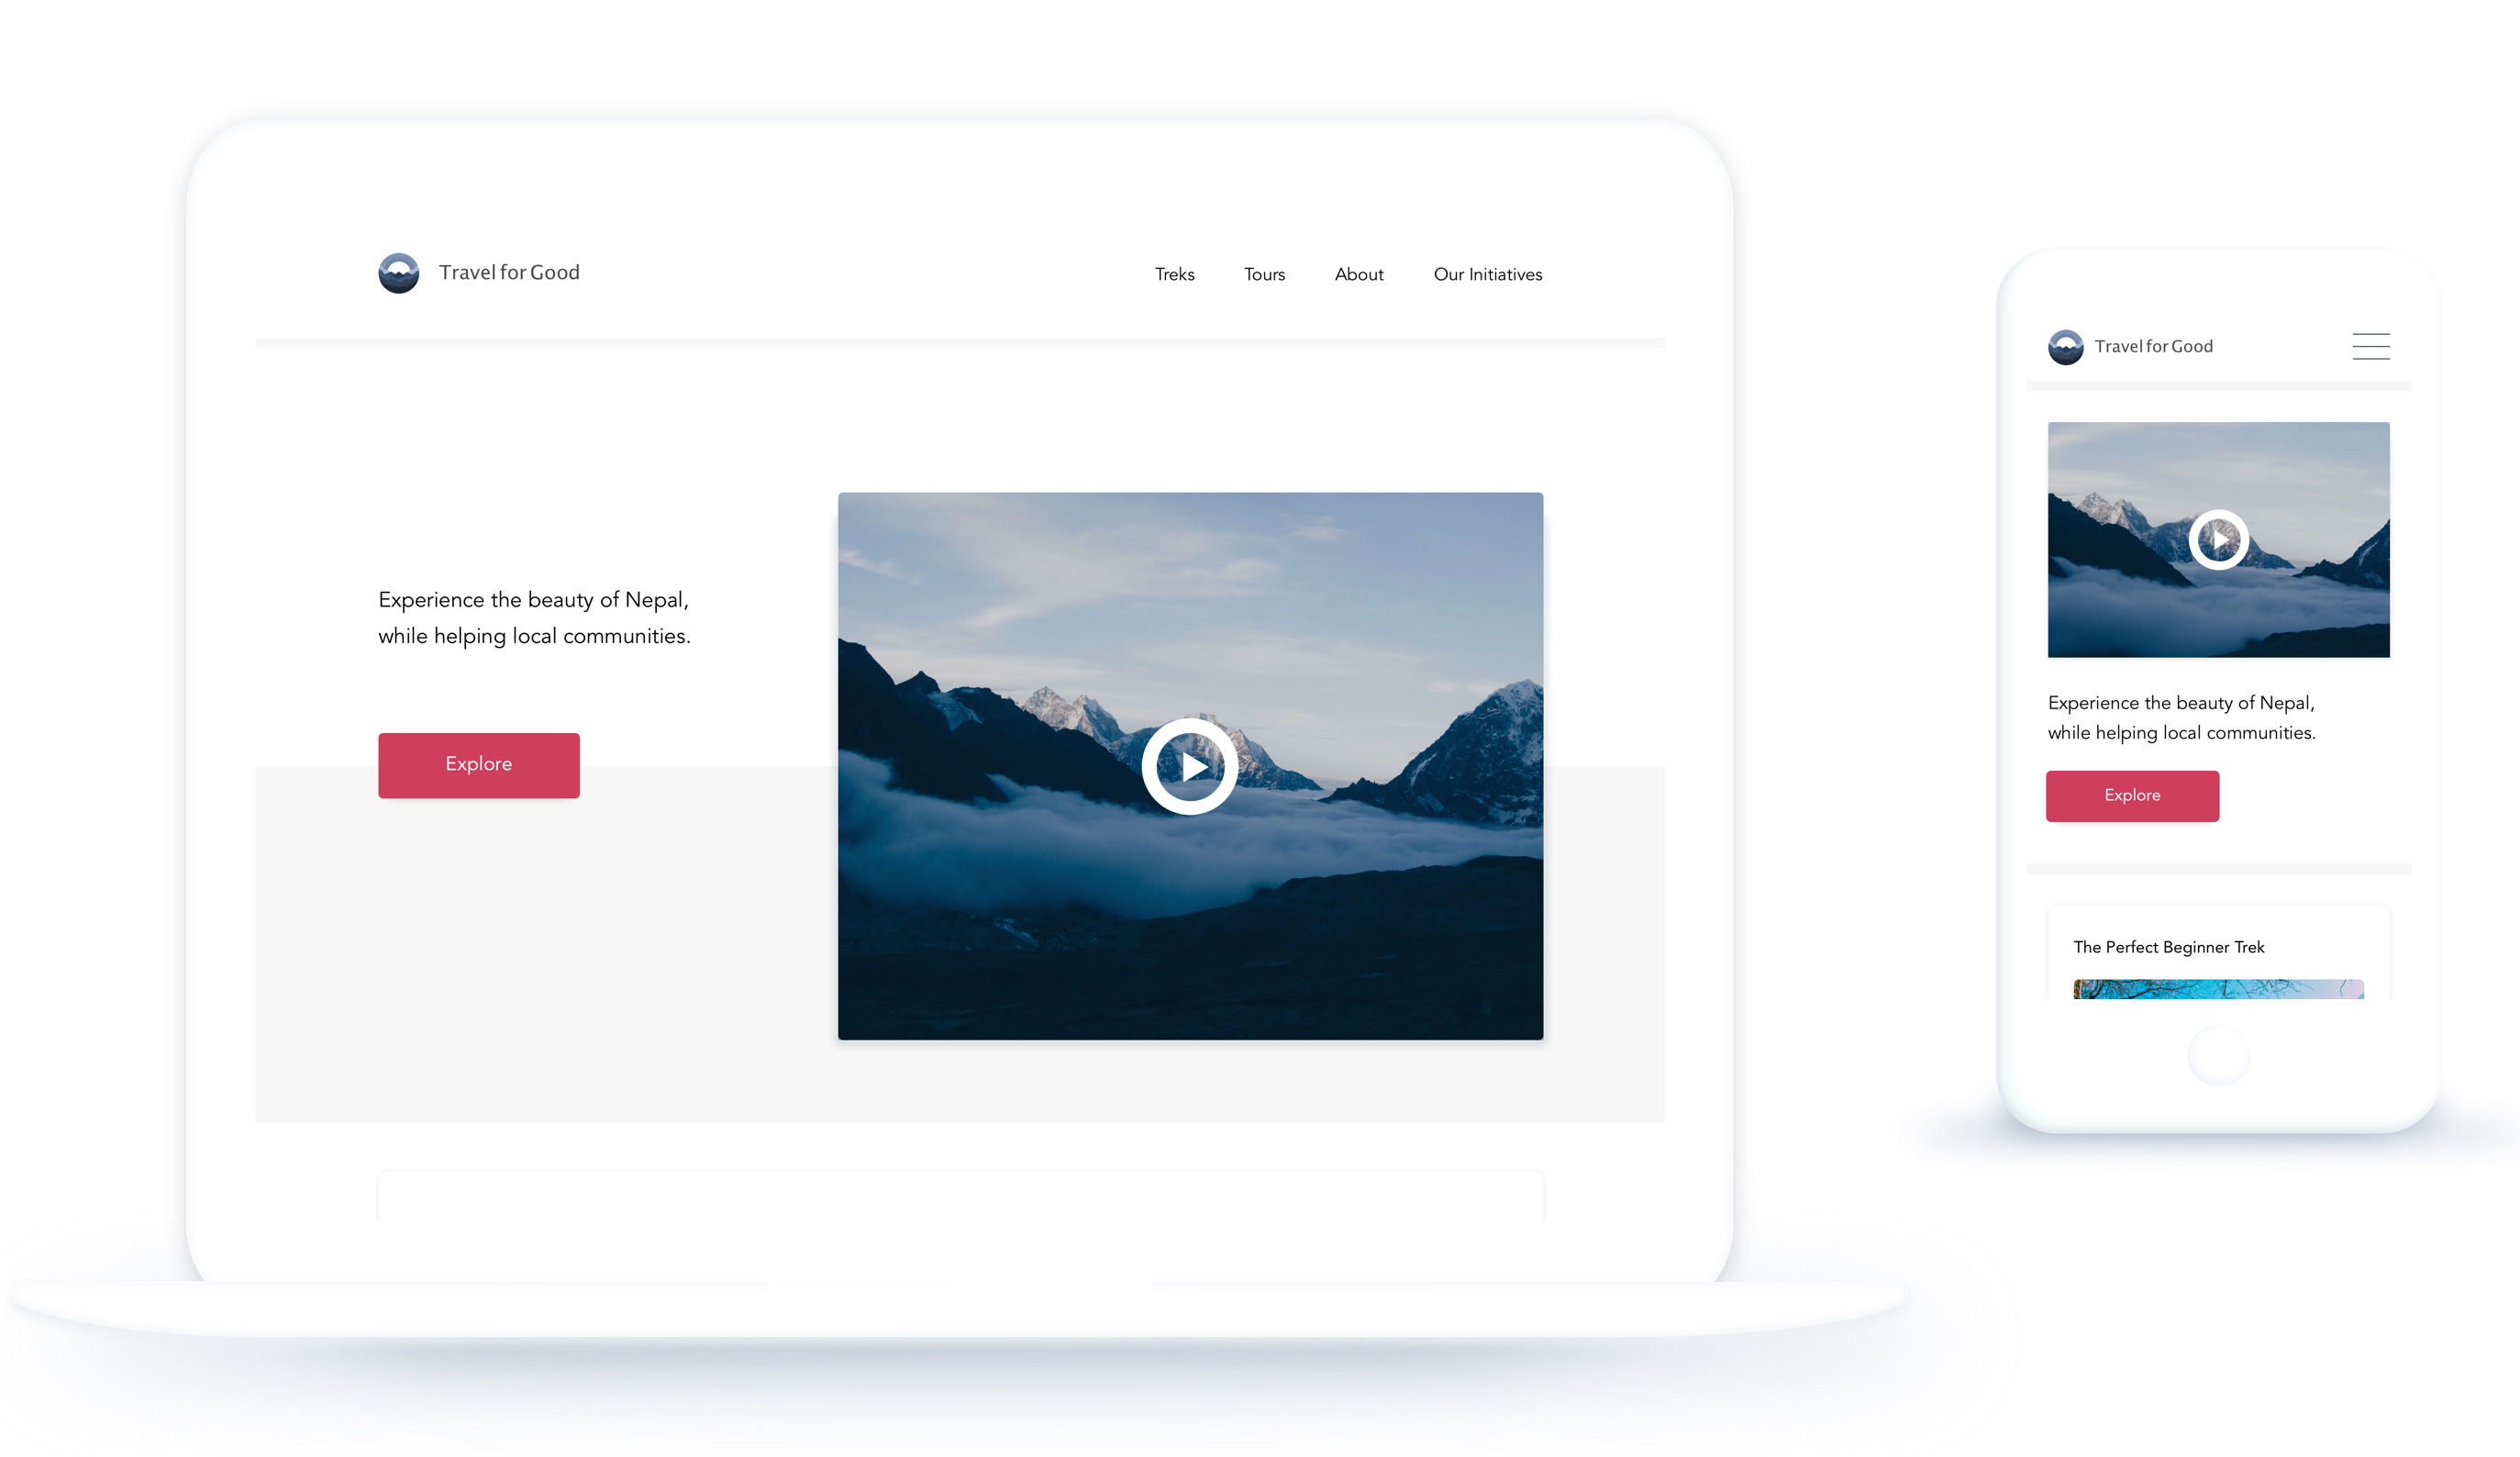 Travel for Good
Treks
Tours
About
Our Initiatives
Experience the beauty of Nepal,
while helping local communities.
Explore
Travel for Good
Experience the beauty of Nepal,
while helping local communities.
Explore
The Perfect Beginner Trek